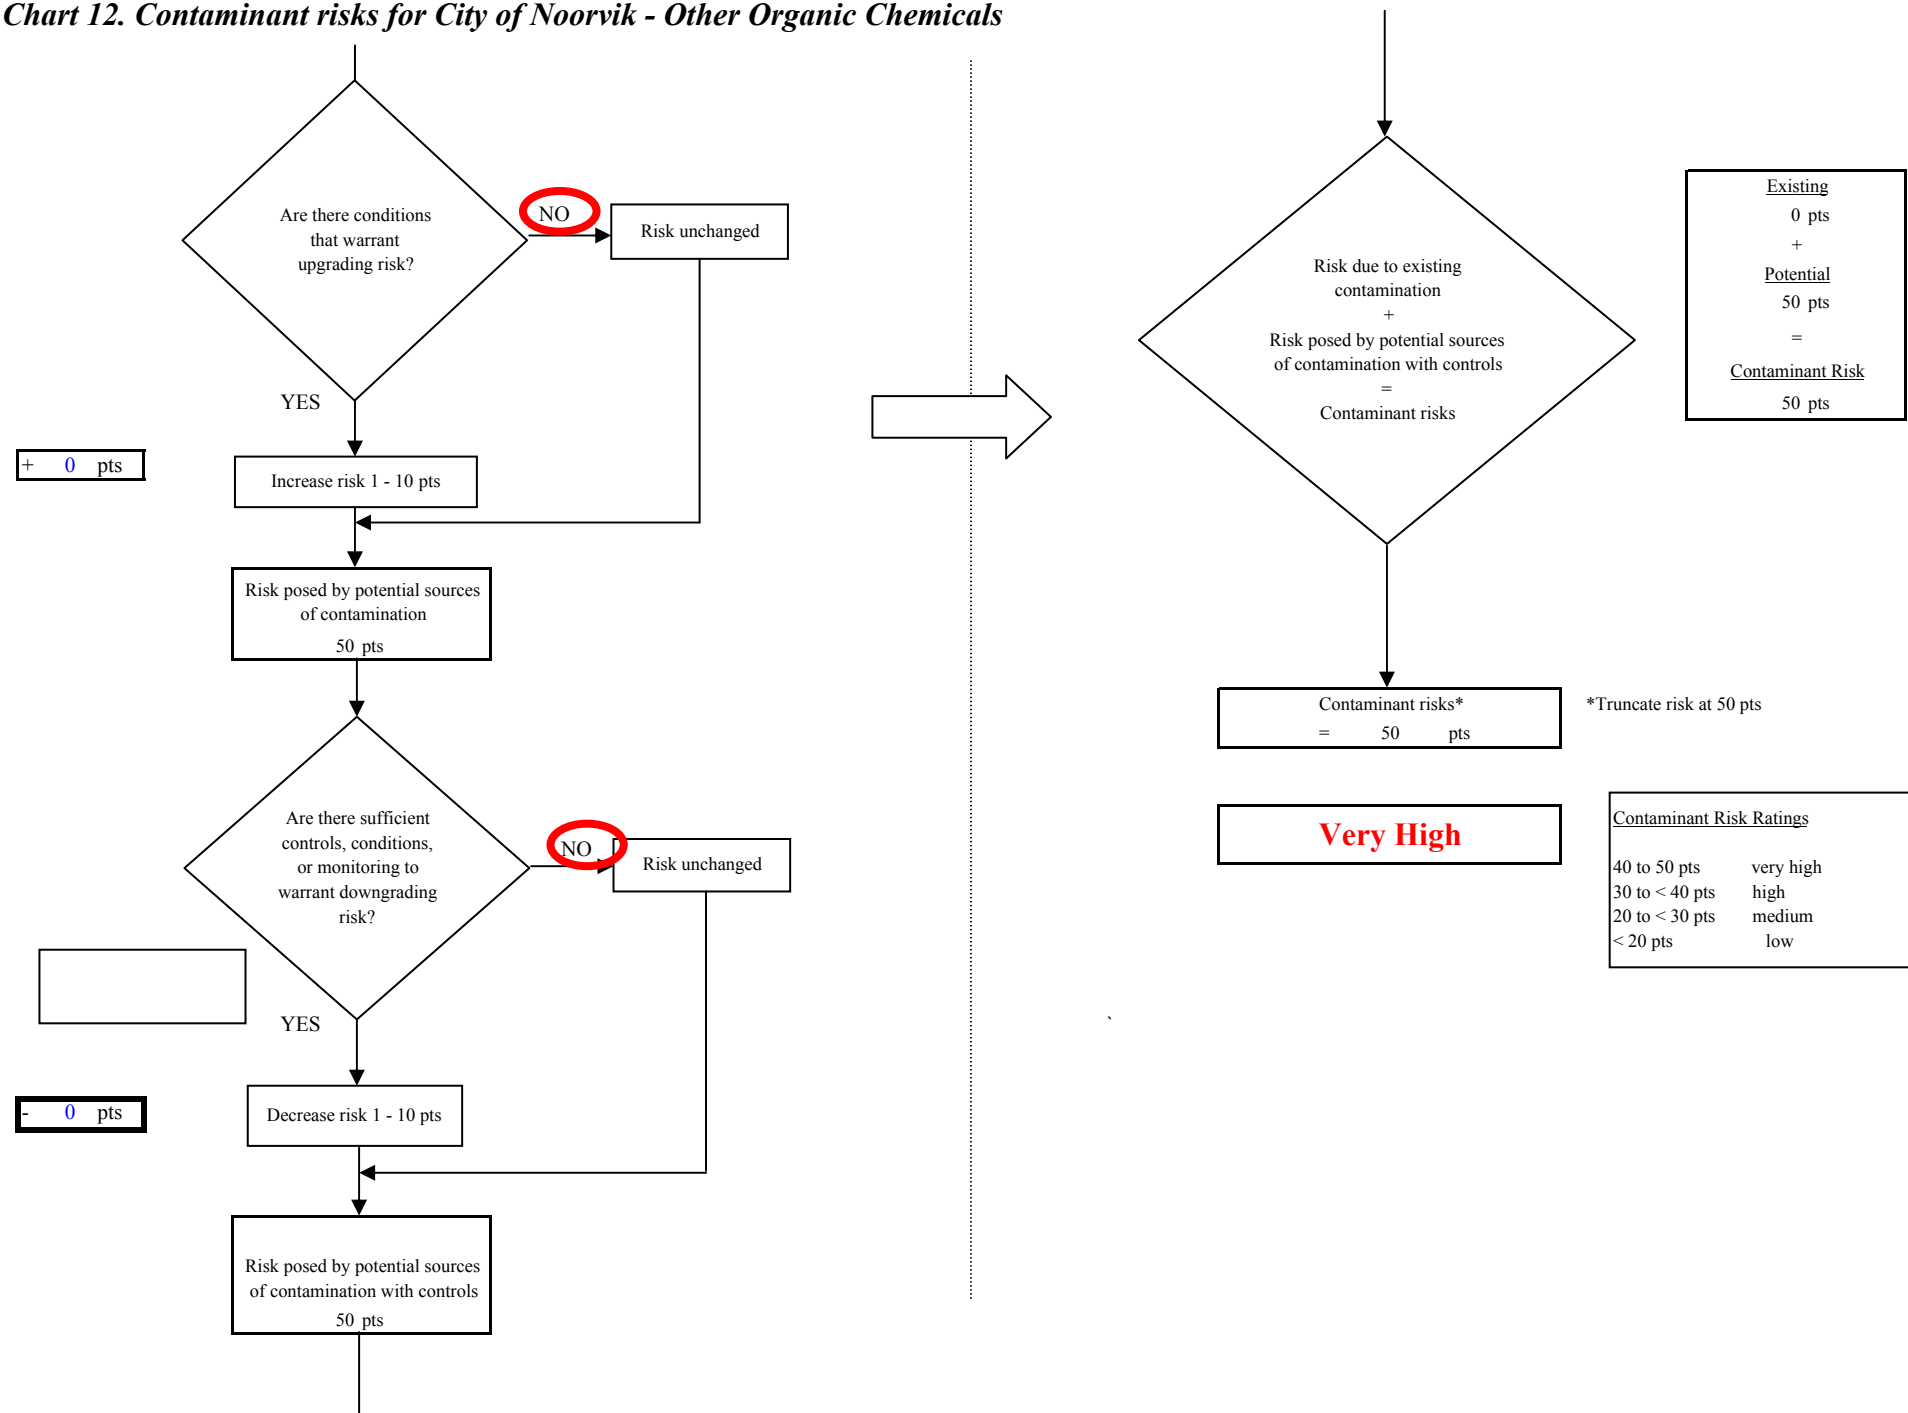 Chart 12. Contaminant risks for City of Noorvik - Other Organic Chemicals
Are there conditions
that warrant
upgrading risk?
NO
Risk unchanged
YES
+ 0 pts
Increase risk 1 - 10 pts
Risk posed by potential sources
of contamination
50 pts
Are there sufficient
controls, conditions,
or monitoring to
warrant downgrading
risk?
NO
Risk unchanged
YES
- 0 pts
Decrease risk 1 - 10 pts
Risk posed by potential sources
of contamination with controls
50 pts
Risk due to existing
contamination
+
Risk posed by potential sources
of contamination with controls
=
Contaminant risks
Existing
0 pts
+
Potential
50 pts
=
Contaminant Risk
50 pts
Contaminant risks*
= 50 pts
*Truncate risk at 50 pts
Very High
Contaminant Risk Ratings
40 to 50 pts very high
30 to < 40 pts high
20 to < 30 pts medium
< 20 pts low
`